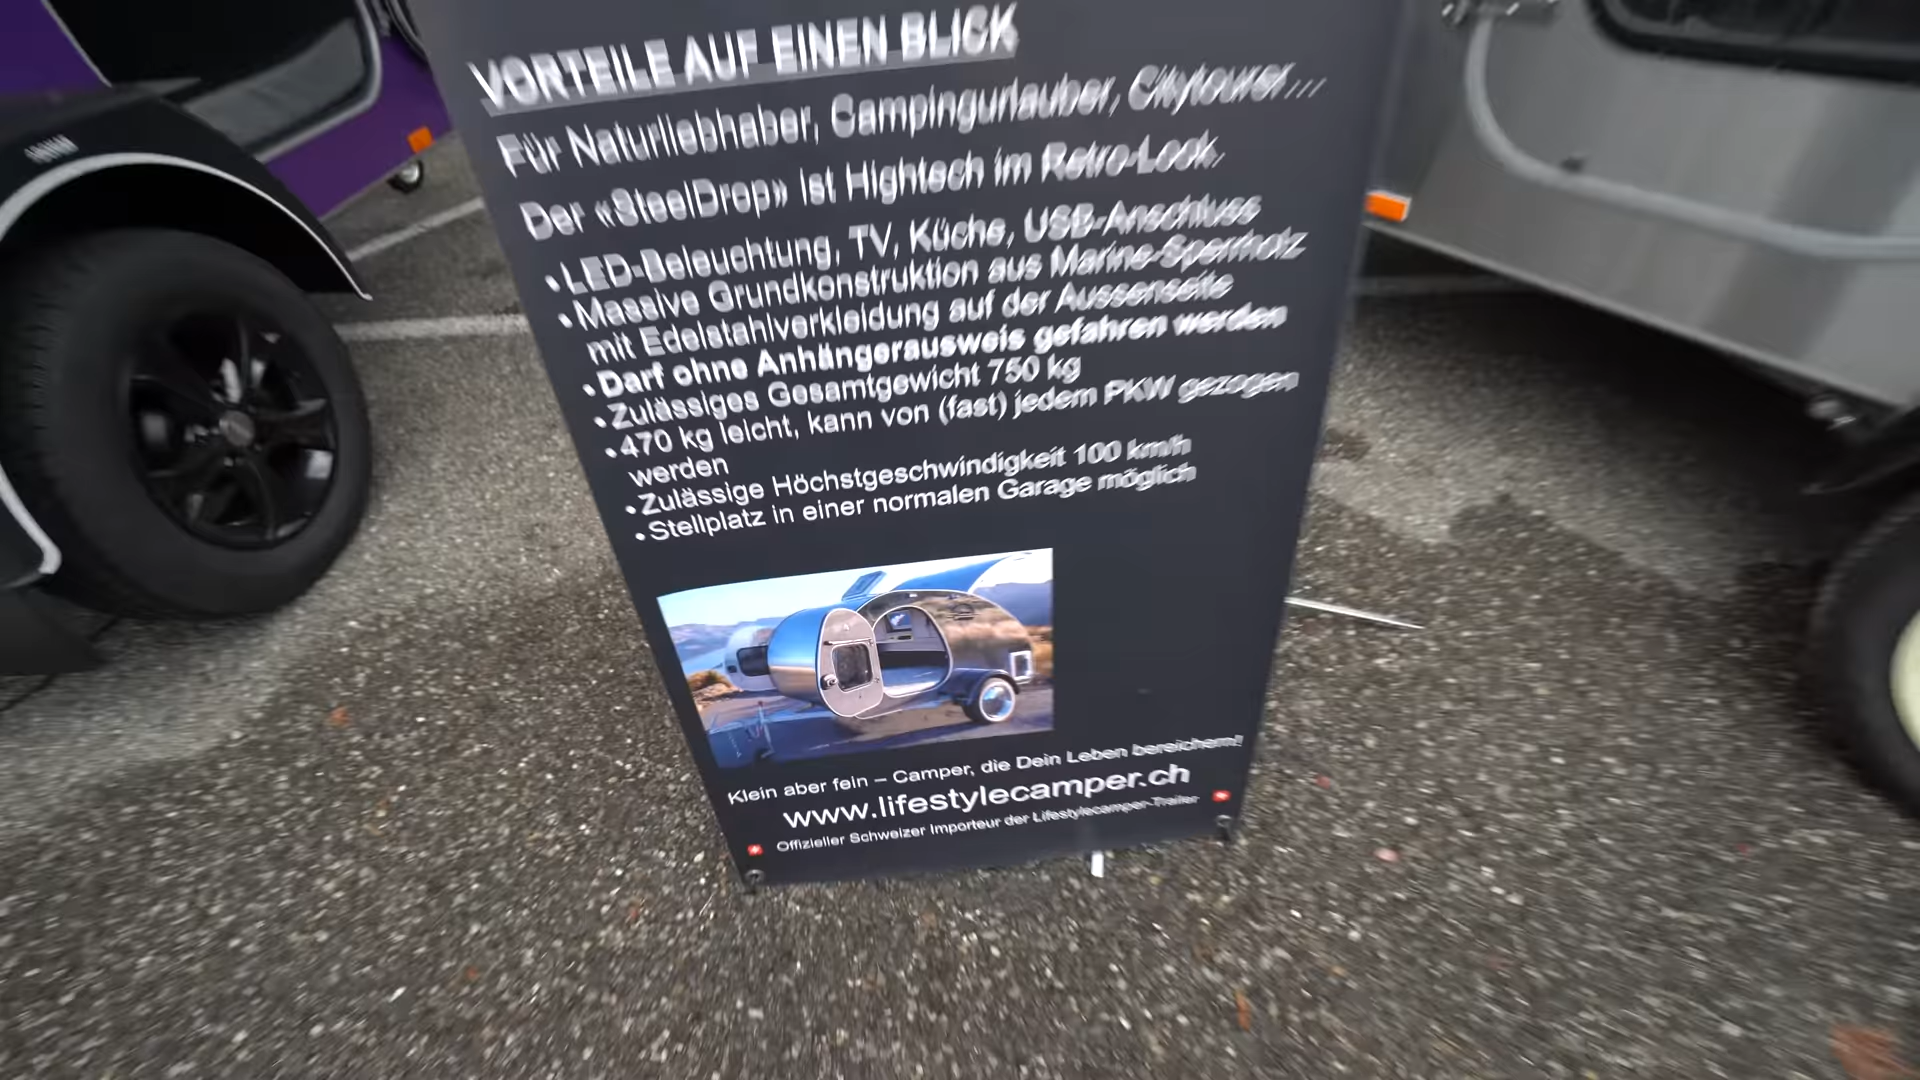 VORTEILE AUF EINEN BLICK
Für Naturliebhaber, Campingurlauber, Citytourer...
Der «SteelDrop» ist Hightech im Retro-Look.
• LED-Beleuchtung, TV, Küche, USB-Anschluss
• Massive Grundkonstruktion aus Marine-Sperrholz
mit Edelstahlverkleidung auf der Aussenseite
• Darf ohne Anhängerausweis gefahren werden
• Zulässiges Gesamtgewicht 750 kg
• 470 kg leicht, kann von (fast) jedem PKW gezogen
werden
• Zulässige Höchstgeschwindigkeit 100 km/h
• Stellplatz in einer normalen Garage möglich
Klein aber fein – Camper, die Dein Leben bereichern!
www.lifestylecamper.ch
Offizieller Schweizer Importeur der Lifestylecamper-Trailer